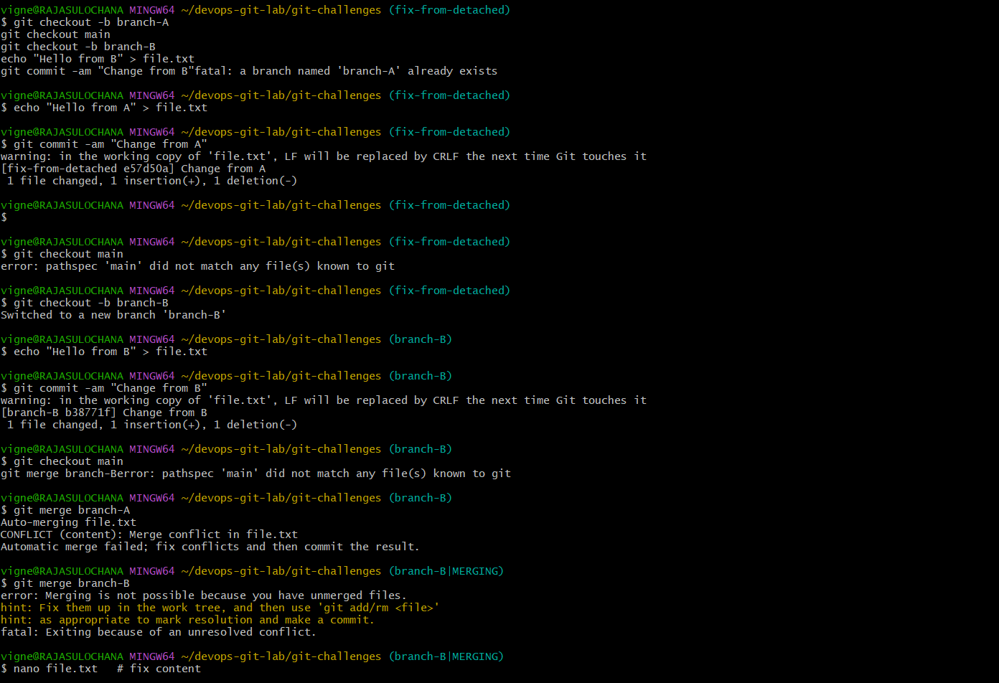 vigne@RAJASULOCHANA MINGW64 ~/devops-git-lab/git-challenges (fix-from-detached)
$ git checkout -b branch-A
git checkout main
git checkout -b branch-B
echo "Hello from B" > file.txt
git commit -am "Change from B"fatal: a branch named 'branch-A' already exists
vigne@RAJASULOCHANA MINGW64 ~/devops-git-lab/git-challenges (fix-from-detached)
$ echo "Hello from A" > file.txt
vigne@RAJASULOCHANA MINGW64 ~/devops-git-lab/git-challenges (fix-from-detached)
$ git commit -am "Change from A"
warning: in the working copy of 'file.txt', LF will be replaced by CRLF the next time Git touches it
[fix-from-detached e57d50a] Change from A
 1 file changed, 1 insertion(+), 1 deletion(-)
vigne@RAJASULOCHANA MINGW64 ~/devops-git-lab/git-challenges (fix-from-detached)
$
vigne@RAJASULOCHANA MINGW64 ~/devops-git-lab/git-challenges (fix-from-detached)
$ git checkout main
error: pathspec 'main' did not match any file(s) known to git
vigne@RAJASULOCHANA MINGW64 ~/devops-git-lab/git-challenges (fix-from-detached)
$ git checkout -b branch-B
Switched to a new branch 'branch-B'
vigne@RAJASULOCHANA MINGW64 ~/devops-git-lab/git-challenges (branch-B)
$ echo "Hello from B" > file.txt
vigne@RAJASULOCHANA MINGW64 ~/devops-git-lab/git-challenges (branch-B)
$ git commit -am "Change from B"
warning: in the working copy of 'file.txt', LF will be replaced by CRLF the next time Git touches it
[branch-B b38771f] Change from B
 1 file changed, 1 insertion(+), 1 deletion(-)
vigne@RAJASULOCHANA MINGW64 ~/devops-git-lab/git-challenges (branch-B)
$ git checkout main
git merge branch-Berror: pathspec 'main' did not match any file(s) known to git
vigne@RAJASULOCHANA MINGW64 ~/devops-git-lab/git-challenges (branch-B)
$ git merge branch-A
Auto-merging file.txt
CONFLICT (content): Merge conflict in file.txt
Automatic merge failed; fix conflicts and then commit the result.
vigne@RAJASULOCHANA MINGW64 ~/devops-git-lab/git-challenges (branch-B|MERGING)
$ git merge branch-B
error: Merging is not possible because you have unmerged files.
hint: Fix them up in the work tree, and then use 'git add/rm <file>'
hint: as appropriate to mark resolution and make a commit.
fatal: Exiting because of an unresolved conflict.
vigne@RAJASULOCHANA MINGW64 ~/devops-git-lab/git-challenges (branch-B|MERGING)
$ nano file.txt   # fix content